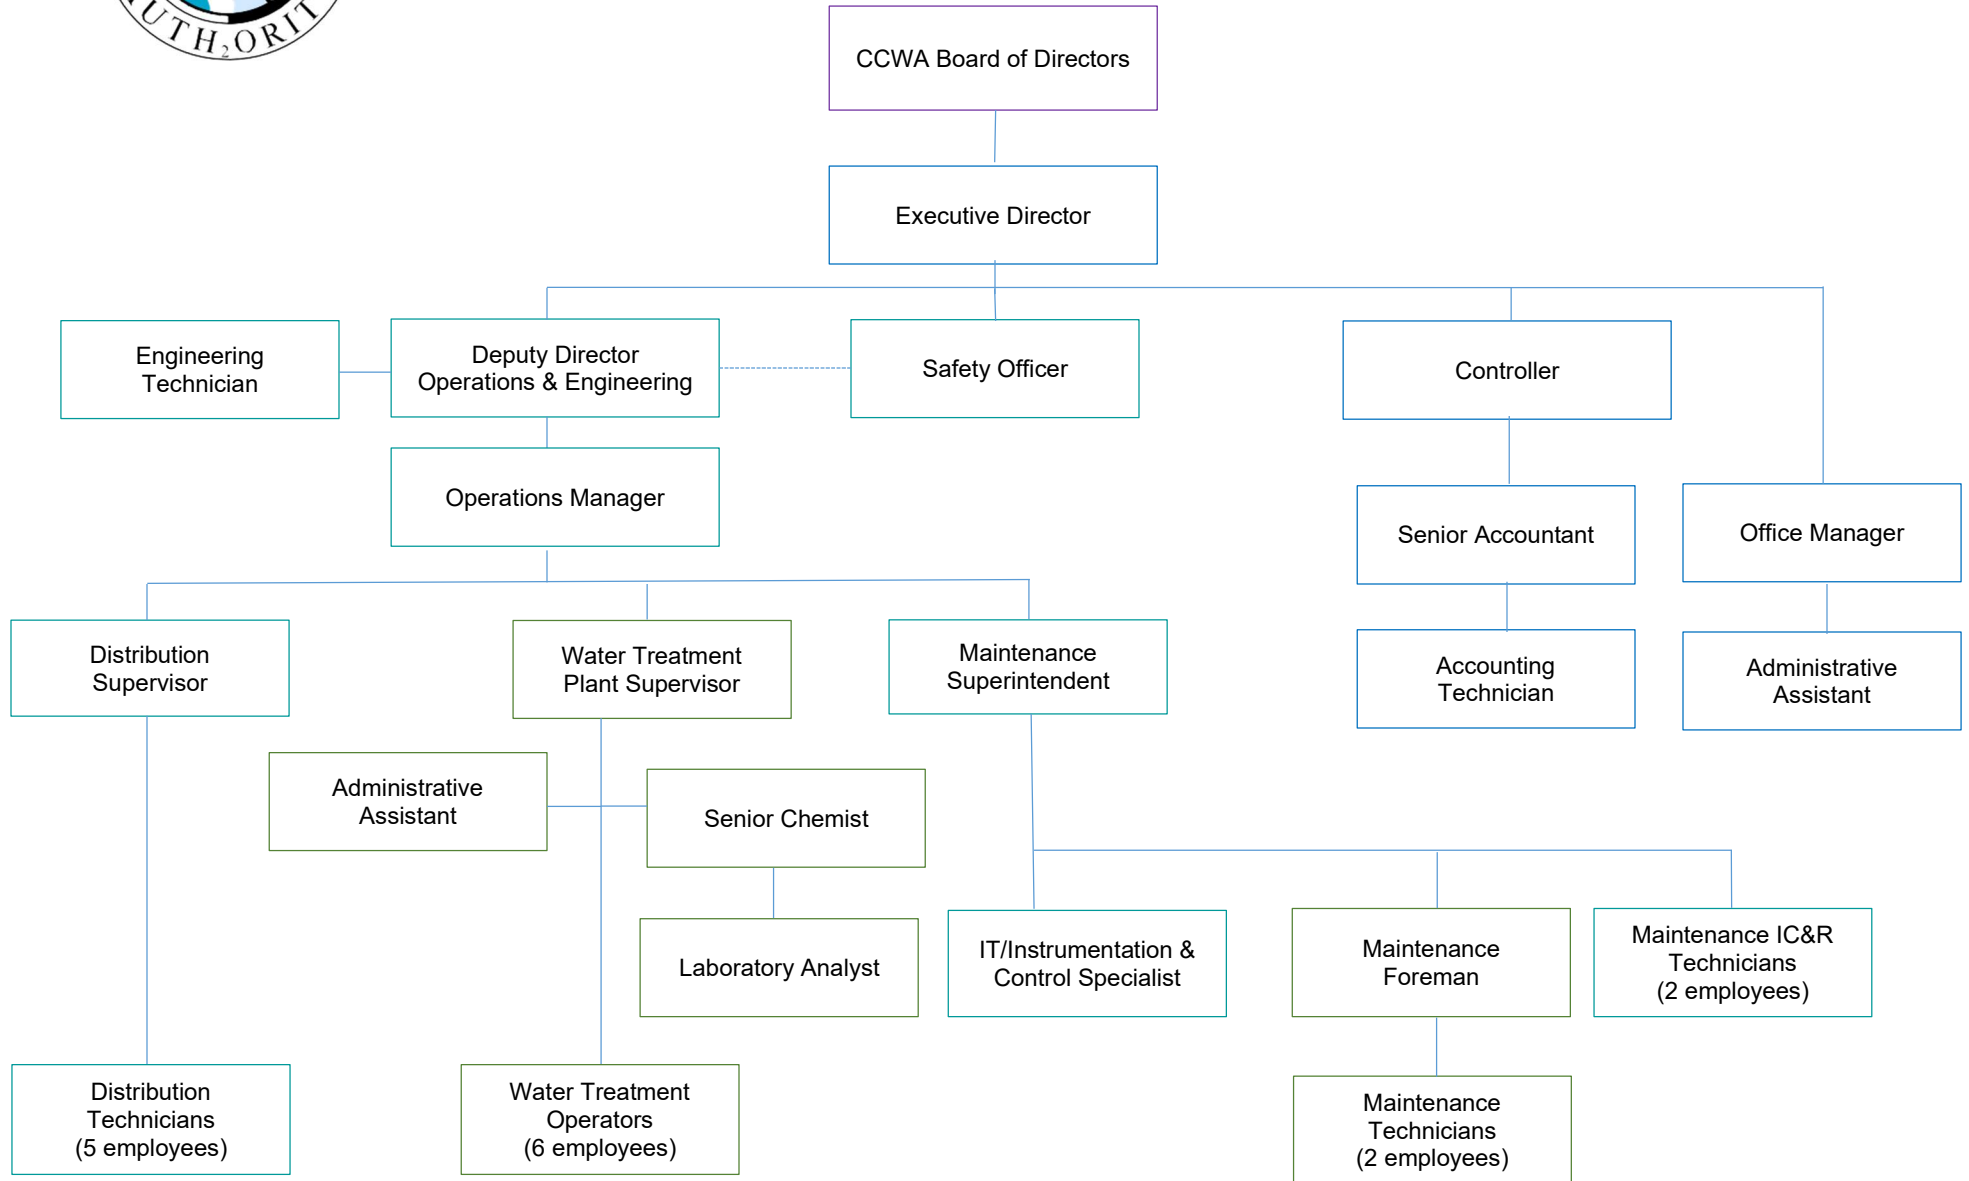 UTH₂ORIT
CCWA Board of Directors
Executive Director
Engineering
Technician
Deputy Director
Operations & Engineering
Safety Officer
Controller
Operations Manager
Senior Accountant
Office Manager
Distribution
Supervisor
Water Treatment
Plant Supervisor
Maintenance
Superintendent
Accounting
Technician
Administrative
Assistant
Administrative
Assistant
Senior Chemist
Laboratory Analyst
IT/Instrumentation &
Control Specialist
Maintenance
Foreman
Maintenance IC&R
Technicians
(2 employees)
Distribution
Technicians
(5 employees)
Water Treatment
Operators
(6 employees)
Maintenance
Technicians
(2 employees)